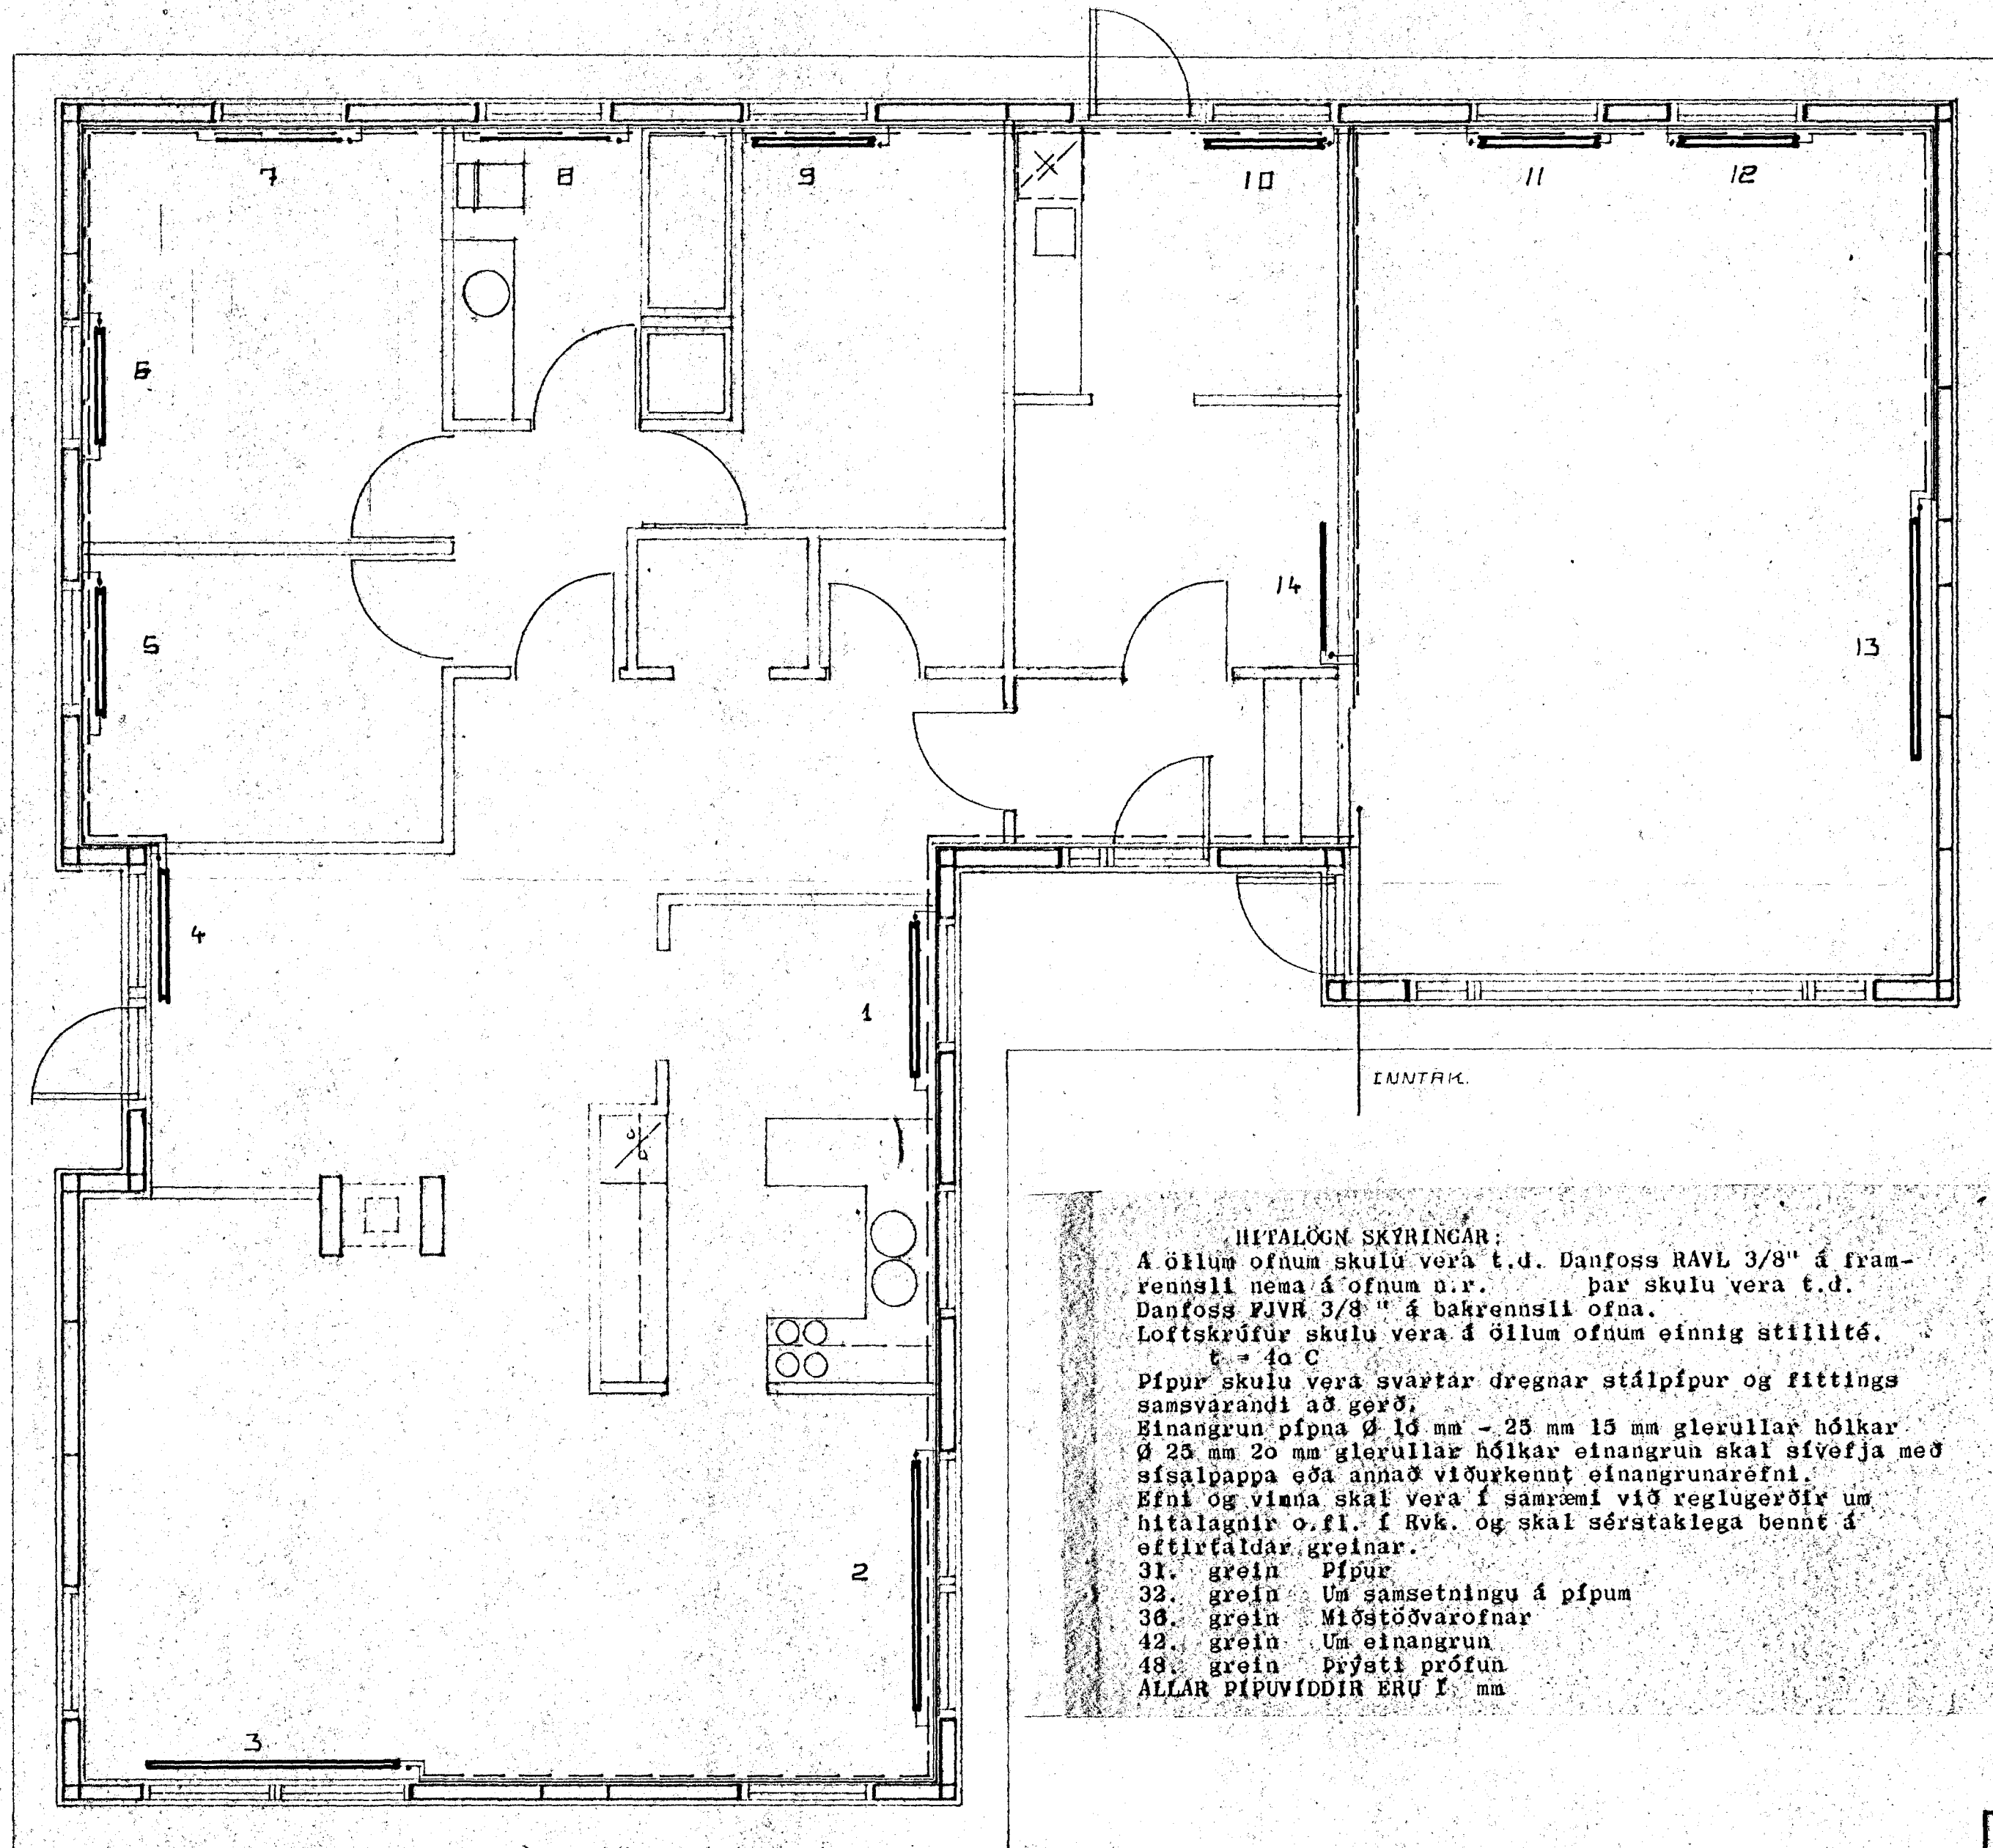 7
8
9
10
11
12
6
5
14
13
4
1
INNTAK.
2
3
HITALÖGN SKÝRINGAR:
Á öllum ofnum skulu vera t.d. Danfoss RAVL 3/8" á fram-
rennsli nema á ofnum n.r. þar skulu vera t.d.
Danfoss FJVR 3/8 " á bakrennsli ofna.
Loftskrúfur skulu vera á öllum ofnum einnig stillité.
t = 4o C
Pípur skulu vera svartar dregnar stálpípur og fittings
samsvarandi að gerð.
Einangrun pípna Ø 1o mm - 25 mm 15 mm glerullar hólkar
Ø 25 mm 2o mm glerullar hólkar einangrun skal sívefja með
sísalpappa eða annað viðurkennt einangrunarefni.
Efni og vinna skal vera í samræmi við reglugerðir um
hitalagnir o.fl. í Rvk. og skal sérstaklega bennt á
eftirtaldar greinar.
31. grein Pípur
32. grein Um samsetningu á pípum
36. grein Miðstöðvarofnar
42. grein Um einangrun
48. grein Þrýsti prófun
ALLAR PÍPUVÍDDIR ERU Í mm